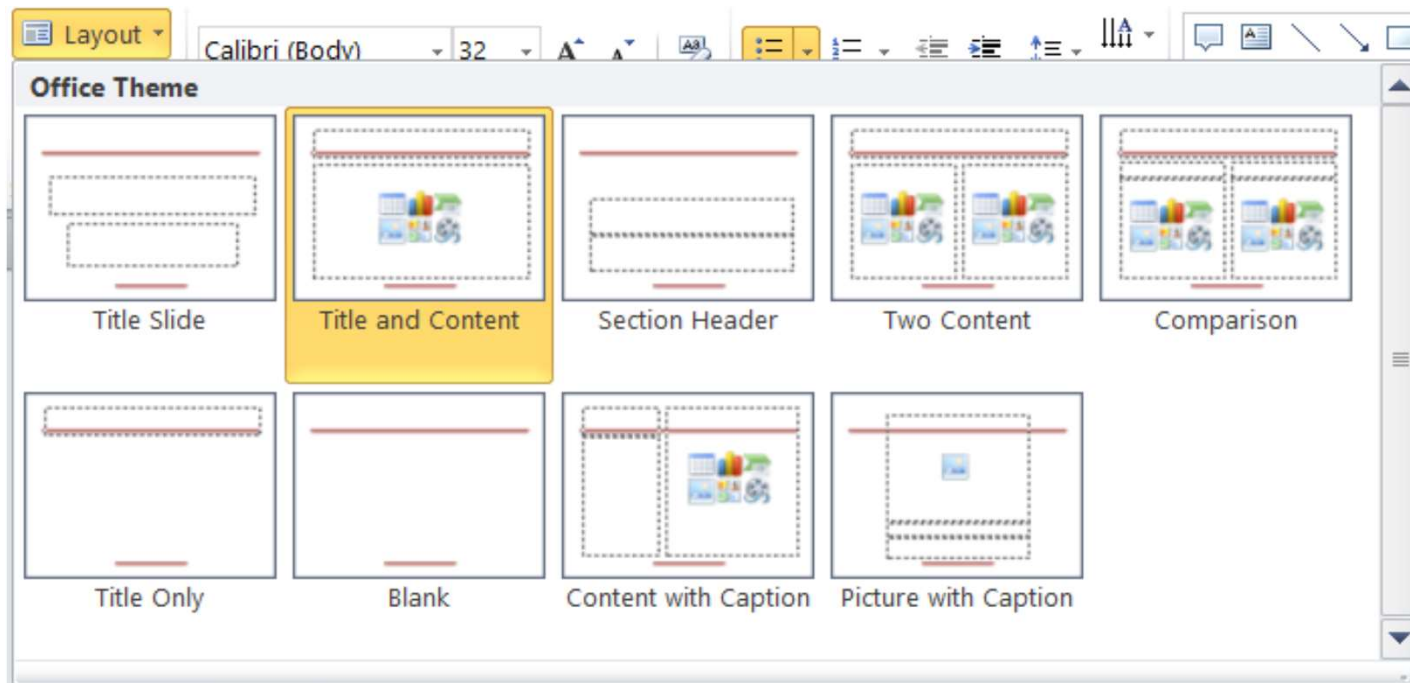 Layout
Calibri (Body) 32
Office Theme
Title Slide
Title and Content
Section Header
Two Content
Comparison
Title Only
Blank
Content with Caption
Picture with Caption